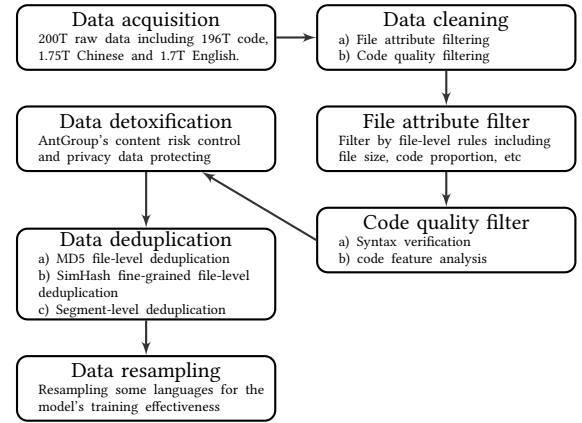 Data acquisition
200T raw data including 196T code,
1.75T Chinese and 1.7T English.
Data cleaning
a) File attribute filtering
b) Code quality filtering
File attribute filter
Filter by file-level rules including
file size, code proportion, etc
Code quality filter
a) Syntax verification
b) code feature analysis
Data detoxification
AntGroup's content risk control
and privacy data protecting
Data deduplication
a) MD5 file-level deduplication
b) SimHash fine-grained file-level
deduplication
c) Segment-level deduplication
Data resampling
Resampling some languages for the
model's training effectiveness